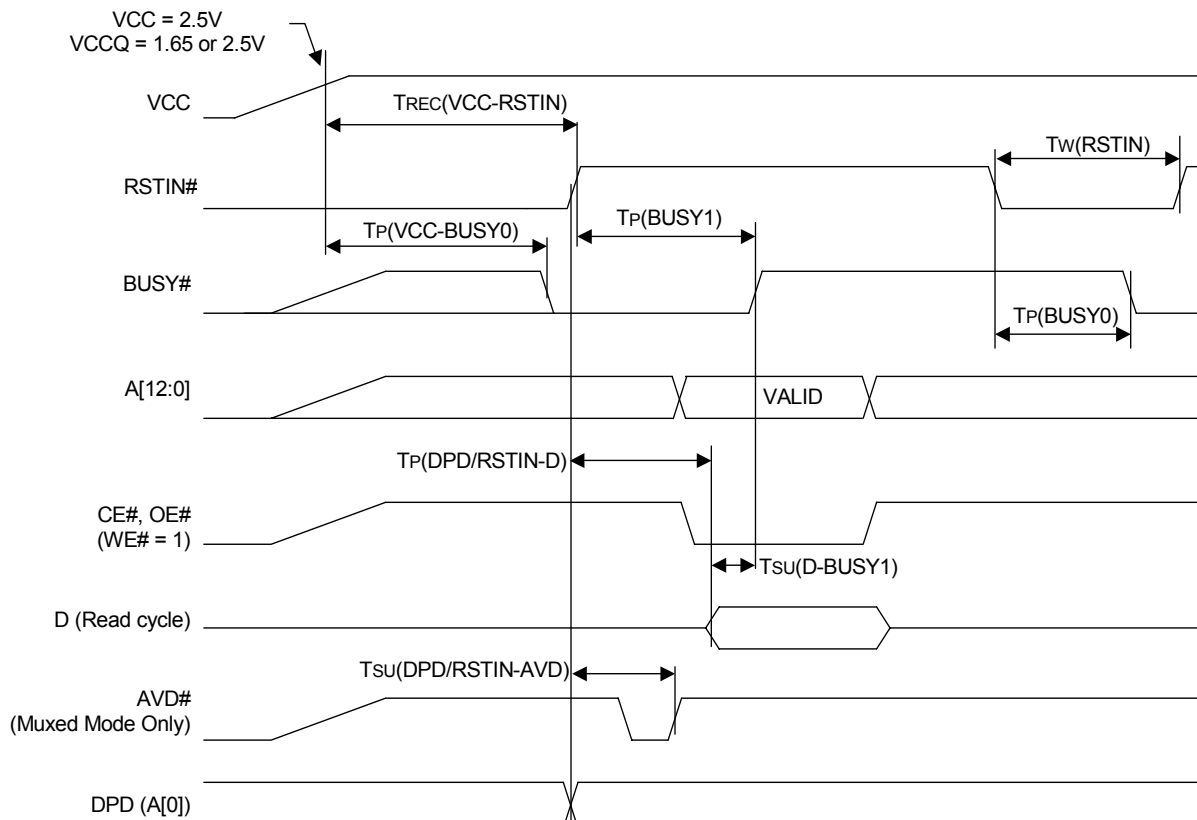 VCC = 2.5V
VCCQ = 1.65 or 2.5V
VCC
TREC(VCC-RSTIN)
TW(RSTIN)
RSTIN#
TP(VCC-BUSY0)
TP(BUSY1)
BUSY#
TP(BUSY0)
A[12:0]
VALID
TP(DPD/RSTIN-D)
CE#, OE#
(WE# = 1)
TSU(D-BUSY1)
D (Read cycle)
TSU(DPD/RSTIN-AVD)
AVD#
(Muxed Mode Only)
DPD (A[0])